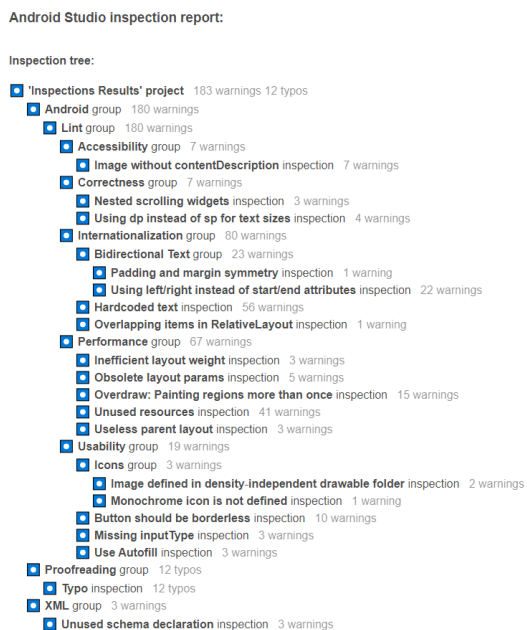 Android Studio inspection report:
Inspection tree:
'Inspections Results' project 183 warnings 12 typos
Android group 180 warnings
Lint group 180 warnings
Accessibility group 7 warnings
Image without contentDescription inspection 7 warnings
Correctness group 7 warnings
Nested scrolling widgets inspection 3 warnings
Using dp instead of sp for text sizes inspection 4 warnings
Internationalization group 80 warnings
Bidirectional Text group 23 warnings
Padding and margin symmetry inspection 1 warning
Using left/right instead of start/end attributes inspection 22 warnings
Hardcoded text inspection 56 warnings
Overlapping items in RelativeLayout inspection 1 warning
Performance group 67 warnings
Inefficient layout weight inspection 3 warnings
Obsolete layout params inspection 5 warnings
Overdraw: Painting regions more than once inspection 15 warnings
Unused resources inspection 41 warnings
Useless parent layout inspection 3 warnings
Usability group 19 warnings
Icons group 3 warnings
Image defined in density-independent drawable folder inspection 2 warnings
Monochrome icon is not defined inspection 1 warning
Button should be borderless inspection 10 warnings
Missing inputType inspection 3 warnings
Use Autofill inspection 3 warnings
Proofreading group 12 typos
Typo inspection 12 typos
XML group 3 warnings
Unused schema declaration inspection 3 warnings